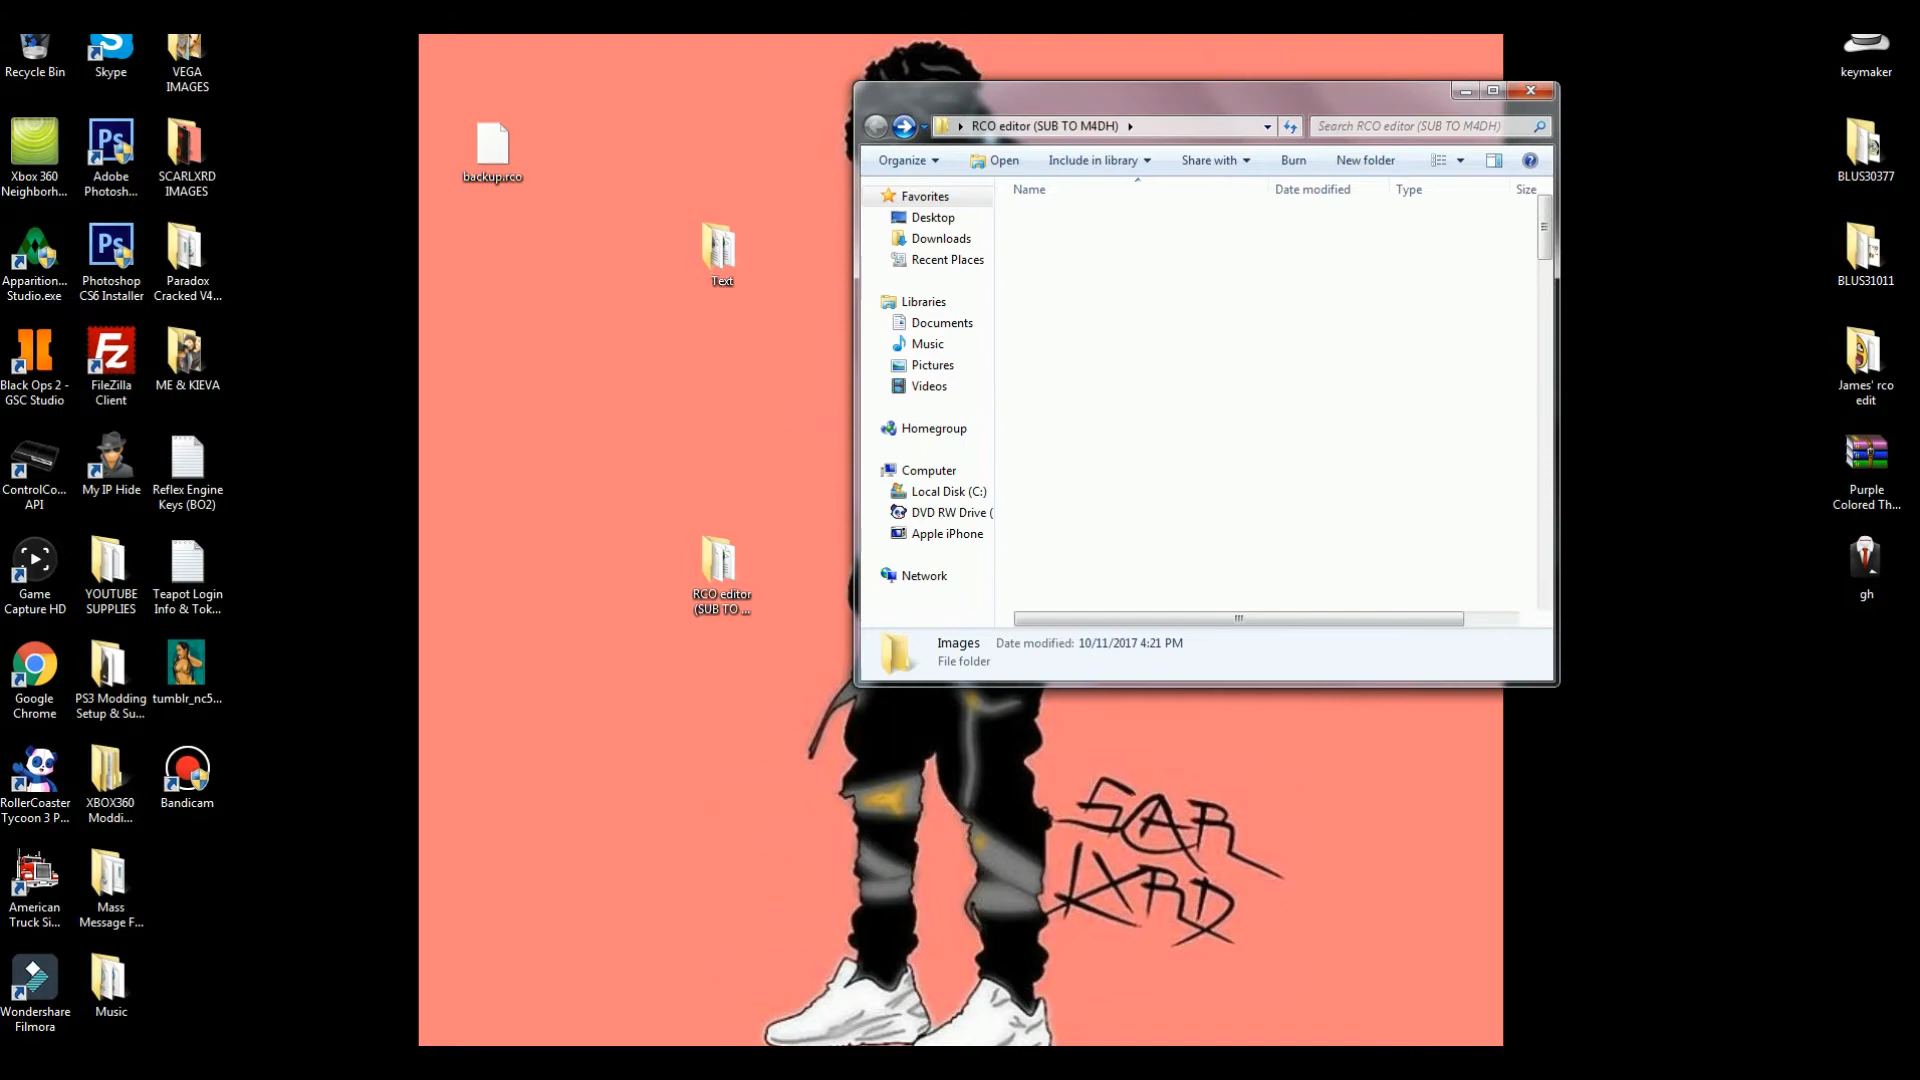 Recycle Bin
Skype
VEGA
IMAGES
Xbox 360
Neighborh...
Adobe
Photosh...
SCARLXRD
IMAGES
Apparition...
Studio.exe
Photoshop
CS6 Installer
Paradox
Cracked V4...
Black Ops 2 -
GSC Studio
FileZilla
Client
ME & KIEVA
ControlCo...
API
My IP Hide
Reflex Engine
Keys (BO2)
Game
Capture HD
YOUTUBE
SUPPLIES
Teapot Login
Info & Tok...
Google
Chrome
PS3 Modding
Setup & Su...
tumblr_nc5...
RollerCoaster
Tycoon 3 P...
XBOX360
Moddi...
Bandicam
American
Truck Si...
Mass
Message F...
Wondershare
Filmora
Music
backup.rco
Text
RCO editor
(SUB TO ...
RCO editor (SUB TO M4DH)
Search RCO editor (SUB TO M4DH)
Organize
Open
Include in library
Share with
Burn
New folder
Name
Date modified
Type
Size
Favorites
Desktop
Downloads
Recent Places
Libraries
Documents
Music
Pictures
Videos
Homegroup
Computer
Local Disk (C:)
DVD RW Drive (
Apple iPhone
Network
Images Date modified: 10/11/2017 4:21 PM
File folder
SCAR
LXRD
keymaker
BLUS30377
BLUS31011
James' rco
edit
Purple
Colored Th...
gh